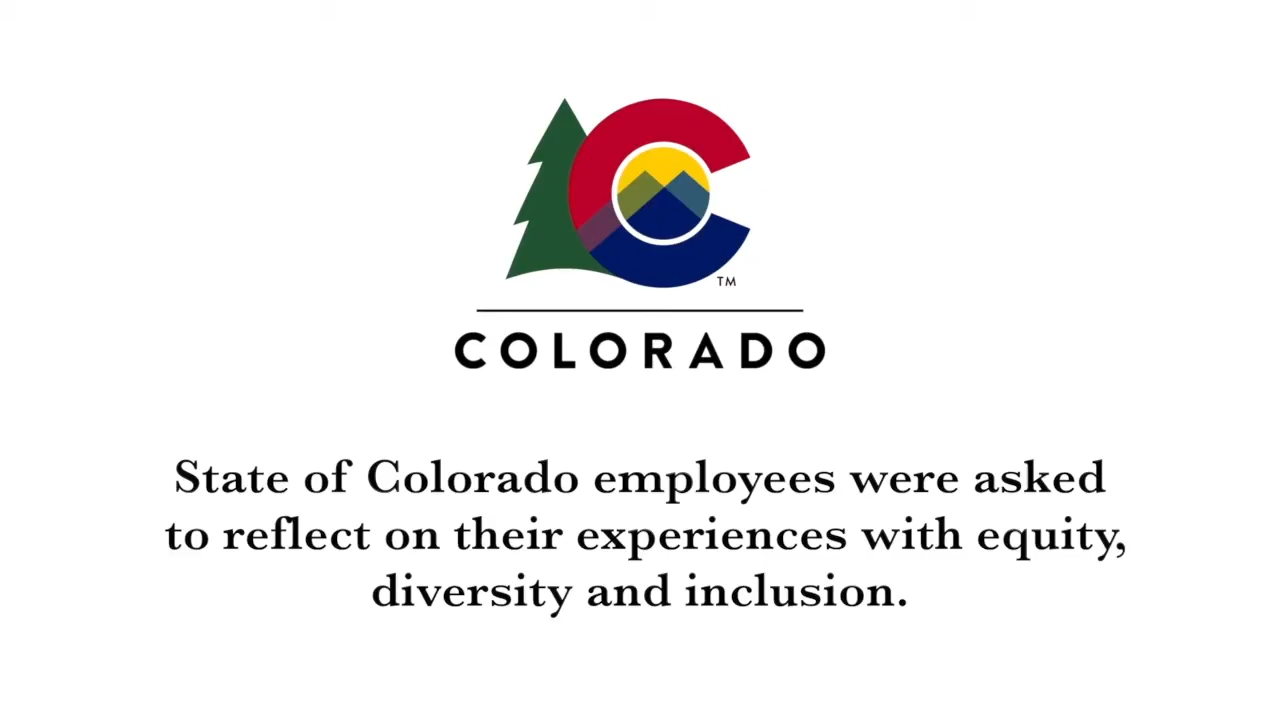 TM
COLORADO
State of Colorado employees were asked
to reflect on their experiences with equity,
diversity and inclusion.